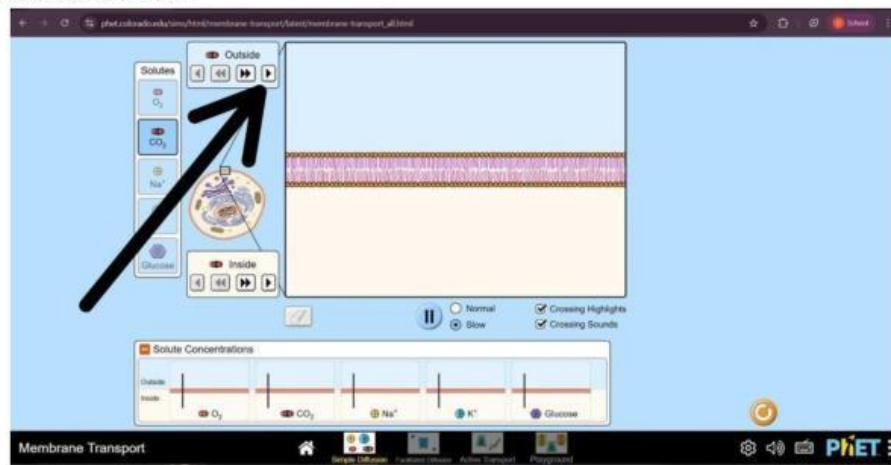 phet.colorado.edu/sims/html/membrane-transport/latest/membrane-transport_all.html
School
Outside
Solutes
O₂
CO₂
Na⁺
Glucose
Inside
Normal
Slow
Crossing Highlights
Crossing Sounds
Solute Concentrations
Outside
Inside
O₂ CO₂ Na⁺ K⁺ Glucose
Membrane Transport
Simple Diffusion Facilitated Diffusion Active Transport Playground
PhET